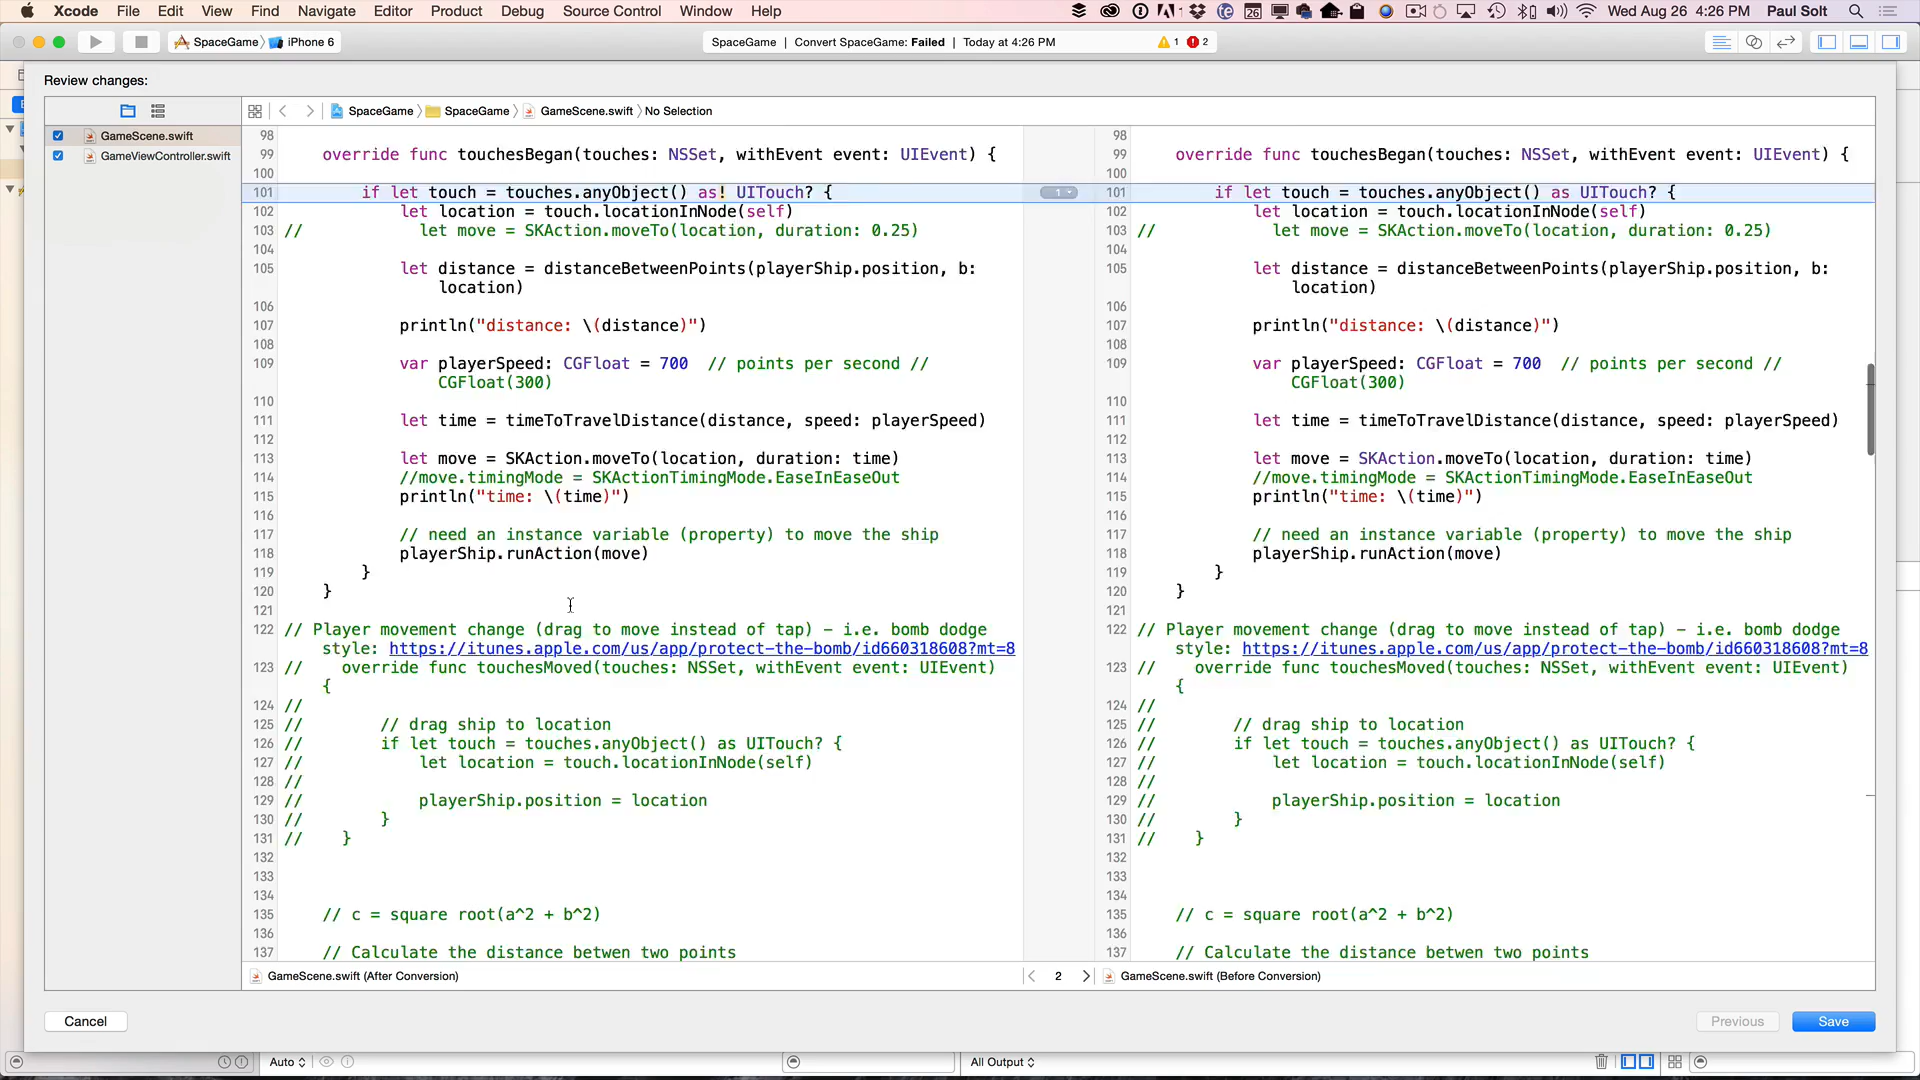 Xcode File Edit View Find Navigate Editor Product Debug Source Control Window Help 26 Wed Aug 26 4:26 PM Paul Solt
SpaceGame iPhone 6 SpaceGame | Convert SpaceGame: Failed | Today at 4:26 PM 1 2
Review changes:
SpaceGame SpaceGame GameScene.swift No Selection
GameScene.swift
GameViewController.swift
98
99 override func touchesBegan(touches: NSSet, withEvent event: UIEvent) {
100
101 if let touch = touches.anyObject() as! UITouch? {
102 let location = touch.locationInNode(self)
103 // let move = SKAction.moveTo(location, duration: 0.25)
104
105 let distance = distanceBetweenPoints(playerShip.position, b:
location)
106
107 println("distance: \(distance)")
108
109 var playerSpeed: CGFloat = 700 // points per second //
CGFloat(300)
110
111 let time = timeToTravelDistance(distance, speed: playerSpeed)
112
113 let move = SKAction.moveTo(location, duration: time)
114 //move.timingMode = SKActionTimingMode.EaseInEaseOut
115 println("time: \(time)")
116
117 // need an instance variable (property) to move the ship
118 playerShip.runAction(move)
119 }
120 }
121
122 // Player movement change (drag to move instead of tap) - i.e. bomb dodge
style: https://itunes.apple.com/us/app/protect-the-bomb/id660318608?mt=8
123 // override func touchesMoved(touches: NSSet, withEvent event: UIEvent)
{
124 //
125 // // drag ship to location
126 // if let touch = touches.anyObject() as UITouch? {
127 // let location = touch.locationInNode(self)
128 //
129 // playerShip.position = location
130 // }
131 // }
132
133
134
135 // c = square root(a^2 + b^2)
136
137 // Calculate the distance betwen two points
GameScene.swift (After Conversion)
1
2
98
99 override func touchesBegan(touches: NSSet, withEvent event: UIEvent) {
100
101 if let touch = touches.anyObject() as UITouch? {
102 let location = touch.locationInNode(self)
103 // let move = SKAction.moveTo(location, duration: 0.25)
104
105 let distance = distanceBetweenPoints(playerShip.position, b:
location)
106
107 println("distance: \(distance)")
108
109 var playerSpeed: CGFloat = 700 // points per second //
CGFloat(300)
110
111 let time = timeToTravelDistance(distance, speed: playerSpeed)
112
113 let move = SKAction.moveTo(location, duration: time)
114 //move.timingMode = SKActionTimingMode.EaseInEaseOut
115 println("time: \(time)")
116
117 // need an instance variable (property) to move the ship
118 playerShip.runAction(move)
119 }
120 }
121
122 // Player movement change (drag to move instead of tap) - i.e. bomb dodge
style: https://itunes.apple.com/us/app/protect-the-bomb/id660318608?mt=8
123 // override func touchesMoved(touches: NSSet, withEvent event: UIEvent)
{
124 //
125 // // drag ship to location
126 // if let touch = touches.anyObject() as UITouch? {
127 // let location = touch.locationInNode(self)
128 //
129 // playerShip.position = location
130 // }
131 // }
132
133
134
135 // c = square root(a^2 + b^2)
136
137 // Calculate the distance betwen two points
GameScene.swift (Before Conversion)
Cancel Previous Save
Auto All Output